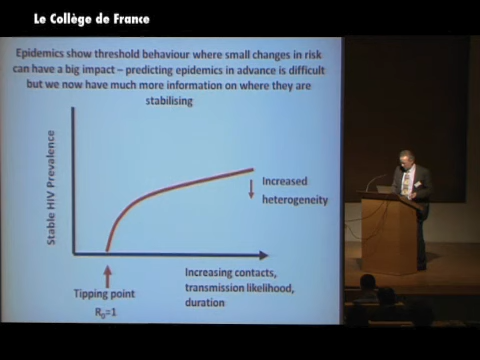 Le Collège de France
Epidemics show threshold behaviour where small changes in risk
can have a big impact – predicting epidemics in advance is difficult
but we now have much more information on where they are
stabilising
Stable HIV Prevalence
Increased
heterogeneity
Increasing contacts,
transmission likelihood,
duration
Tipping point
R₀=1